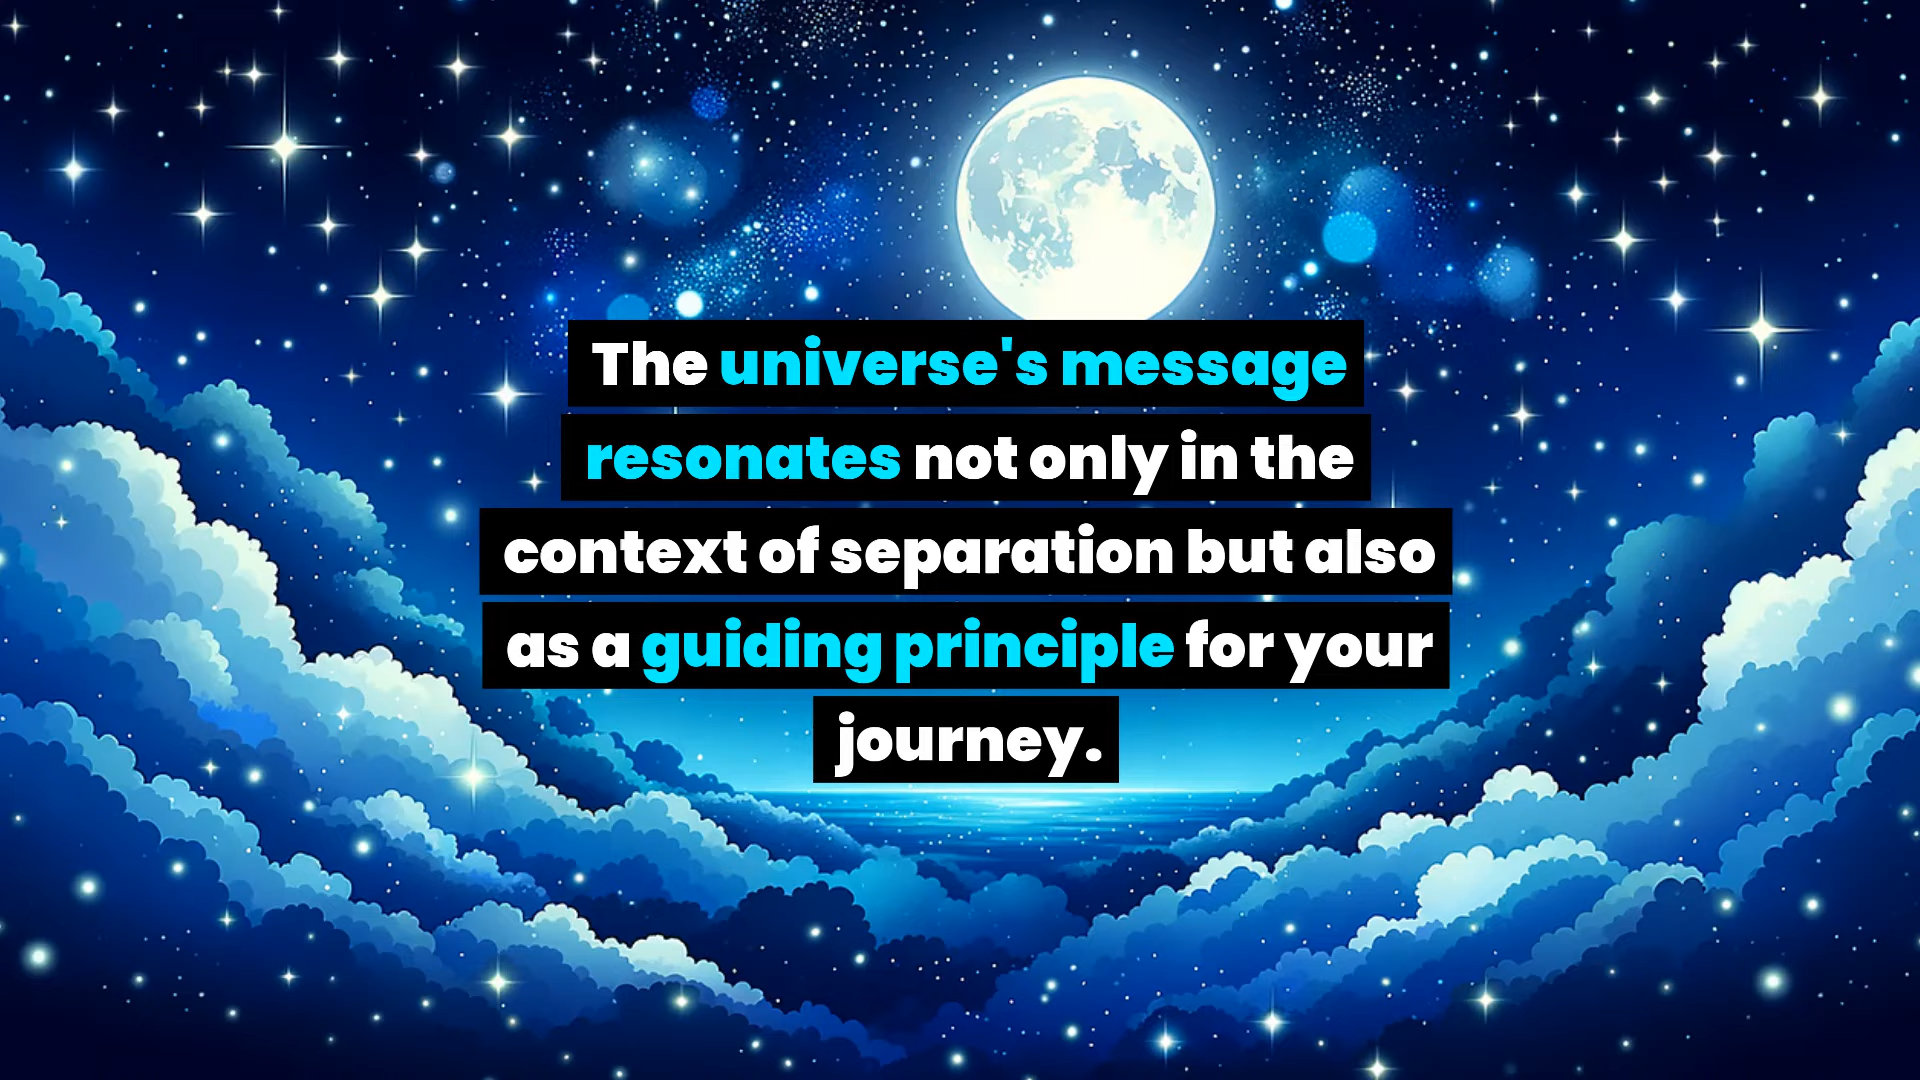 The universe's message
resonates not only in the
context of separation but also
as a guiding principle for your
journey.